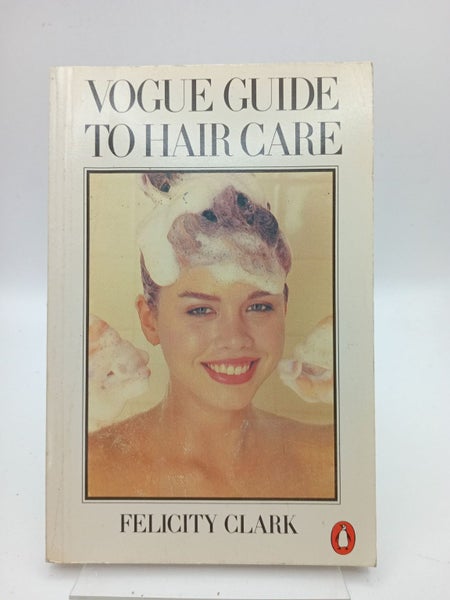 VOGUE GUIDE
TO HAIR CARE
FELICITY CLARK